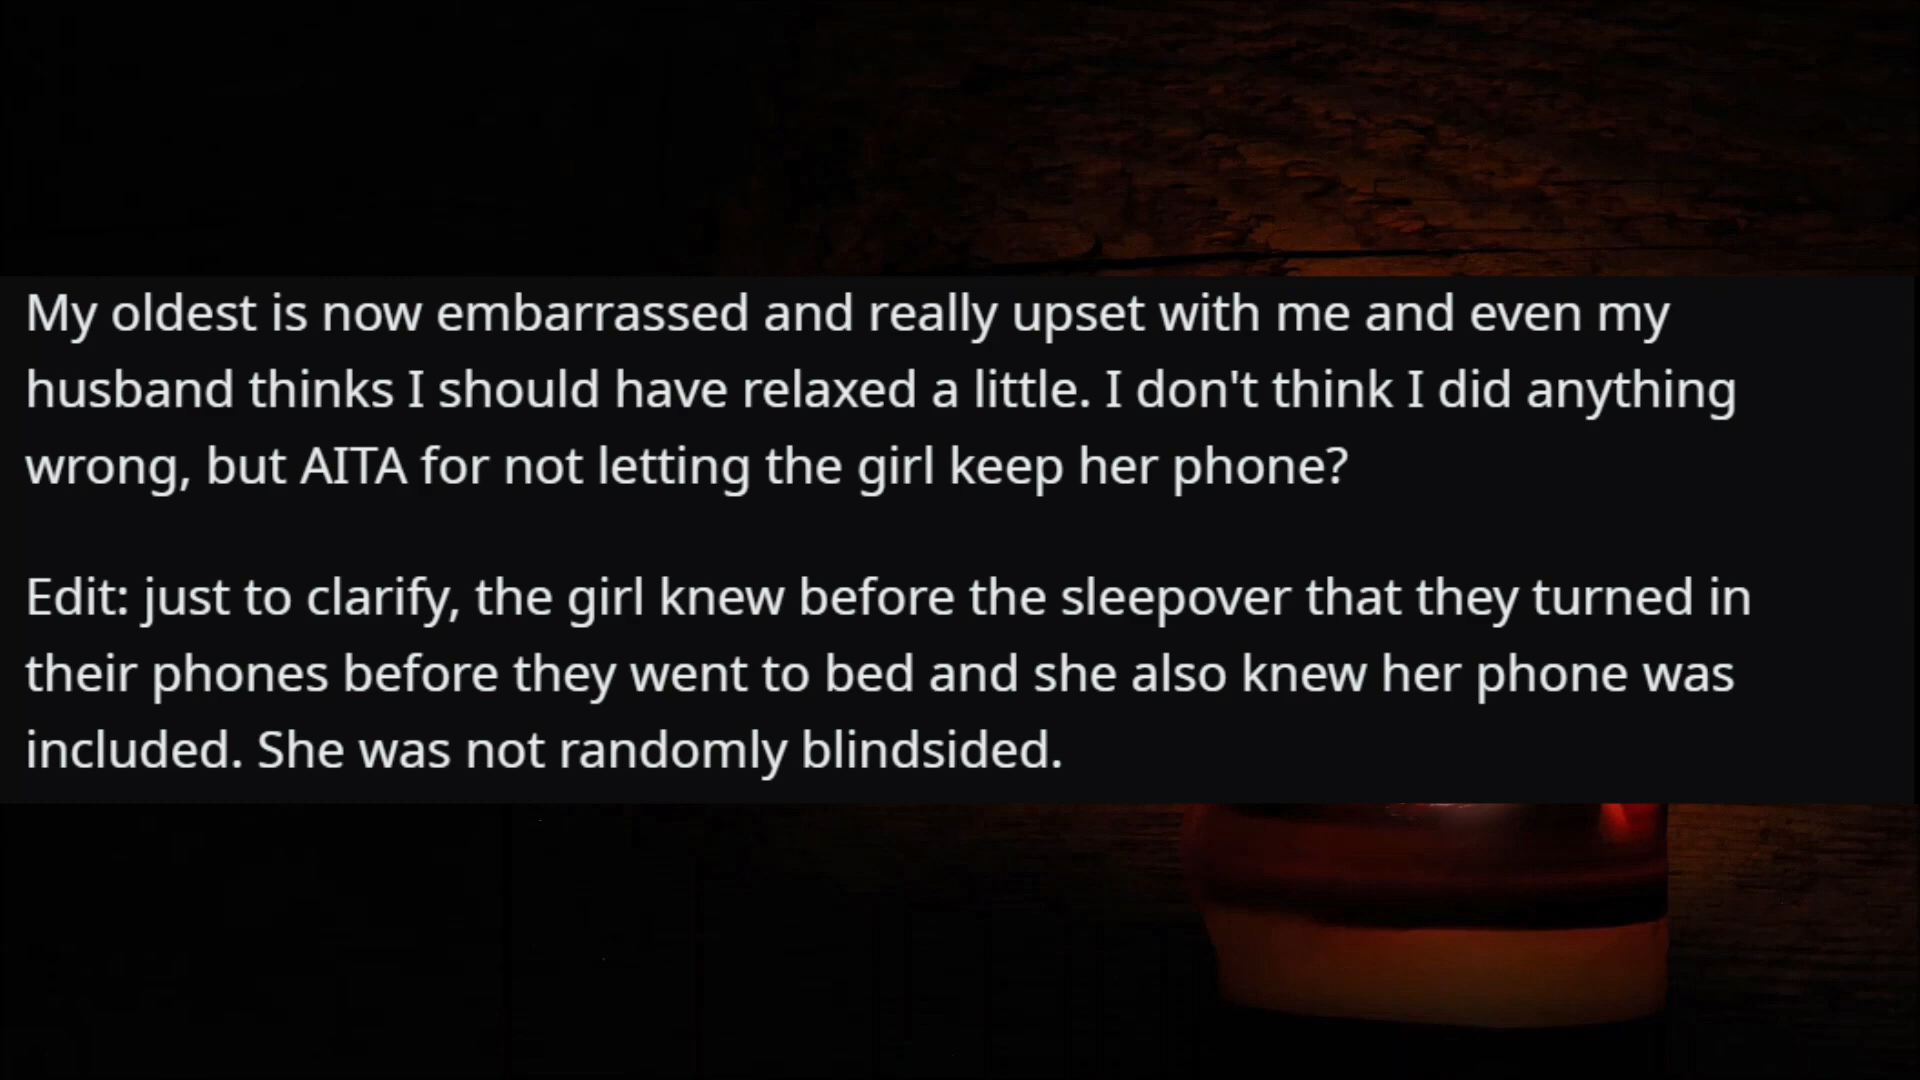 My oldest is now embarrassed and really upset with me and even my
husband thinks I should have relaxed a little. I don't think I did anything
wrong, but AITA for not letting the girl keep her phone?
Edit: just to clarify, the girl knew before the sleepover that they turned in
their phones before they went to bed and she also knew her phone was
included. She was not randomly blindsided.